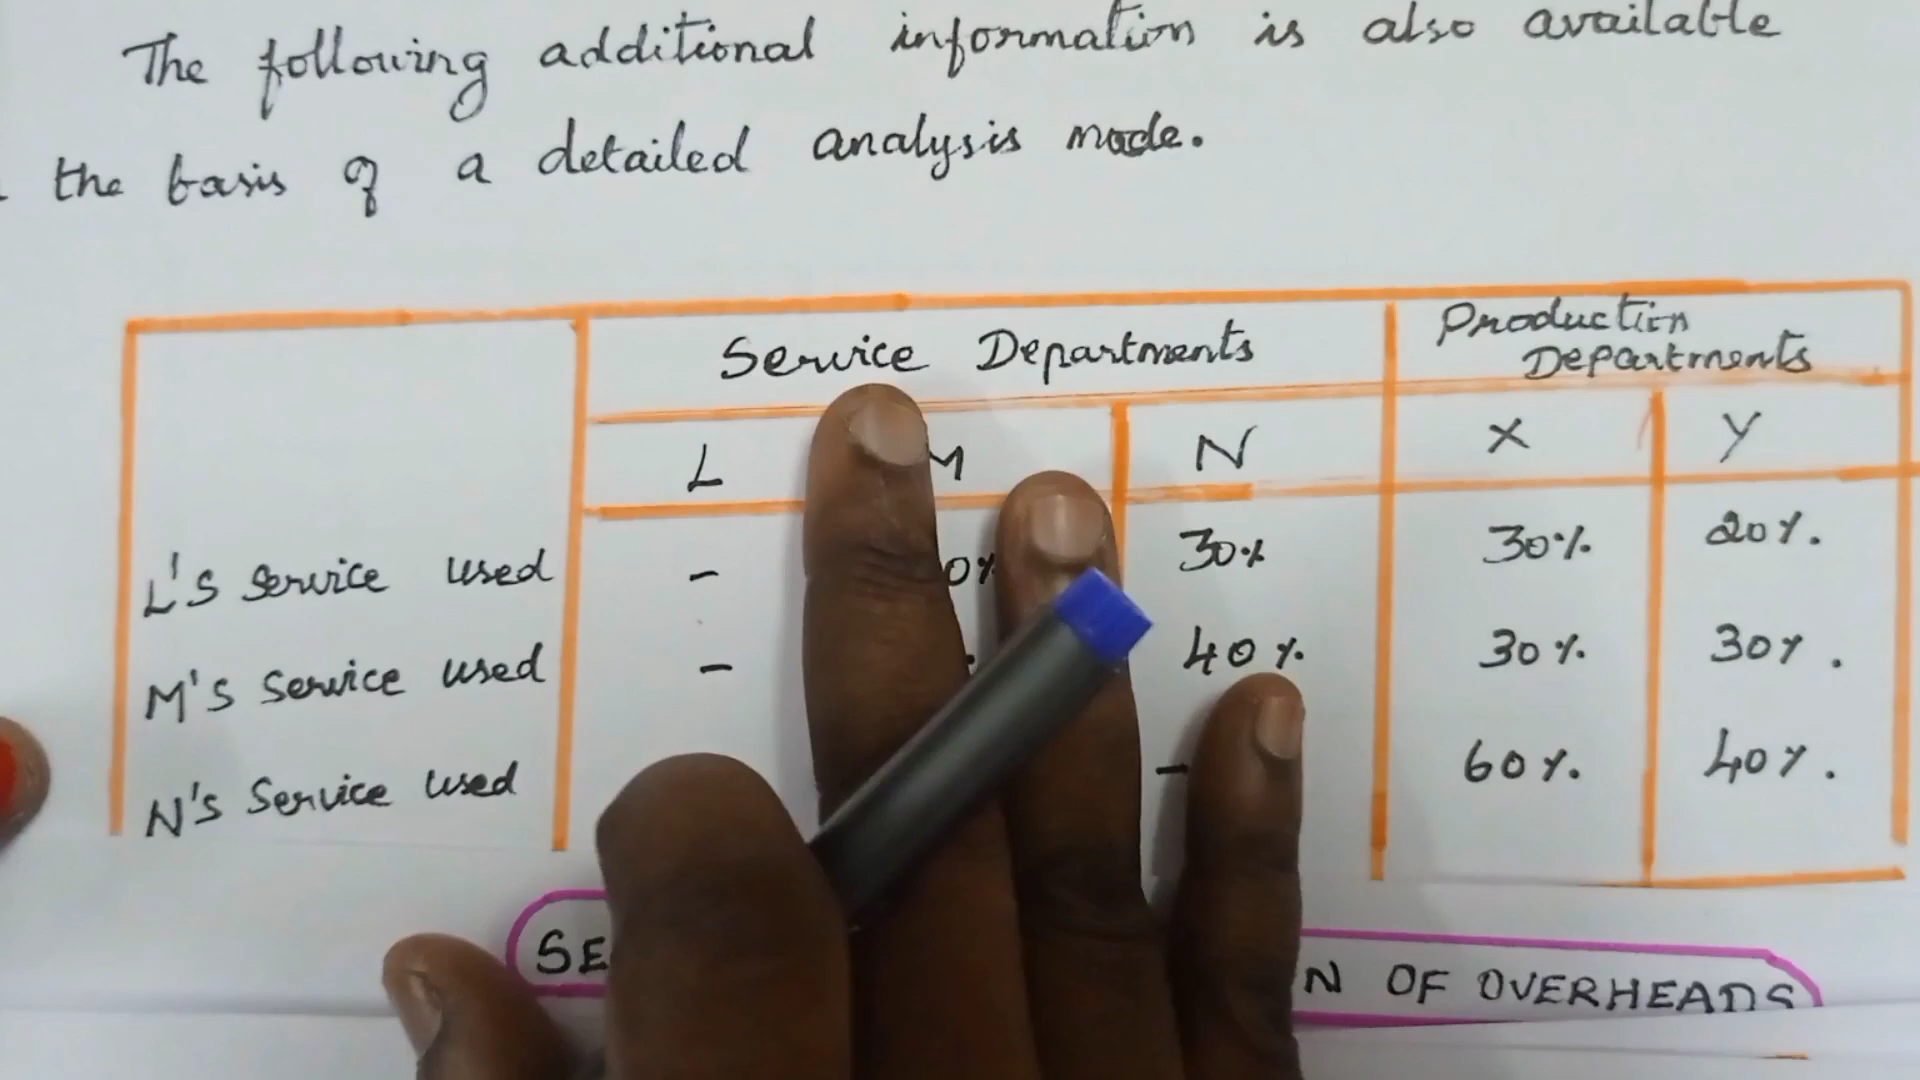 The following additional information is also available
the basis of a detailed analysis made.
Service Departments Production Departments
L M N X Y
L's Service used - 30% 30% 20%.
M's Service used - 40%. 30%. 30%.
N's Service used - 60%. 40%.
OF OVERHEADS